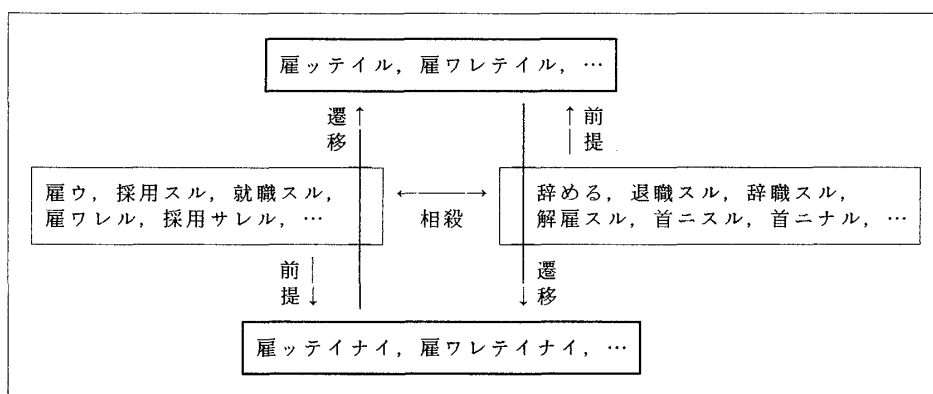 雇ッテイル, 雇ワレテイル, …
遷移
前提
雇ウ, 採用スル, 就職スル,
雇ワレル, 採用サレル, …
相殺
辞める, 退職スル, 辞職スル,
解雇スル, 首ニスル, 首ニナル, …
前提
遷移
雇ッテイナイ, 雇ワレテイナイ, …